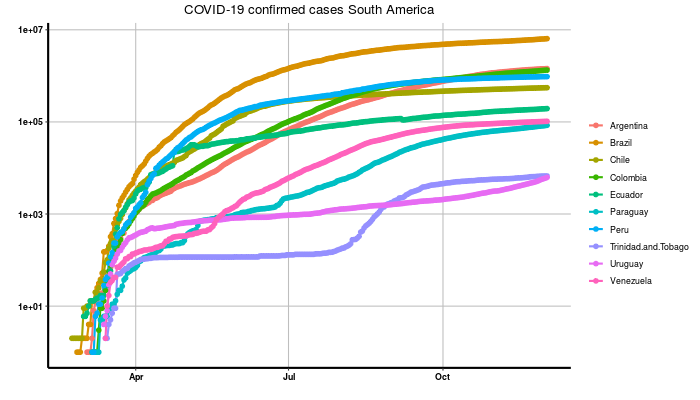 COVID-19 confirmed cases South America
1e+07
1e+05
1e+03
1e+01
Apr
Jul
Oct
Argentina
Brazil
Chile
Colombia
Ecuador
Paraguay
Peru
Trinidad.and.Tobago
Uruguay
Venezuela